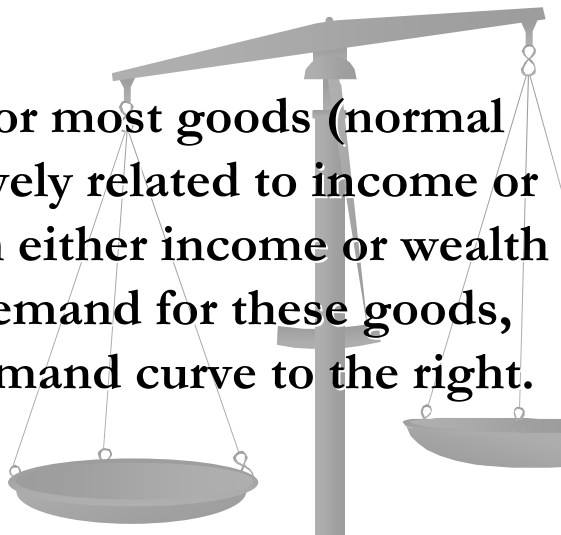 or most goods (normal
vely related to income or
either income or wealth
emand for these goods,
mand curve to the right.